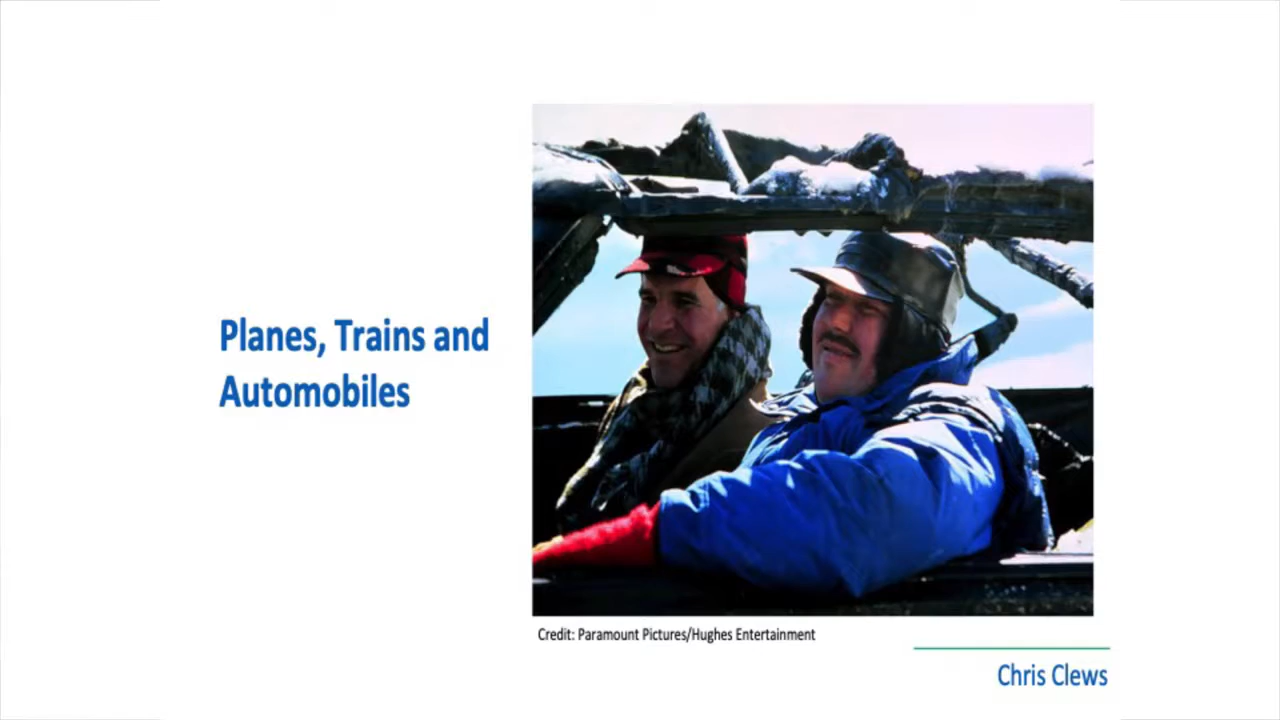 Planes, Trains and
Automobiles
Credit: Paramount Pictures/Hughes Entertainment
Chris Clews